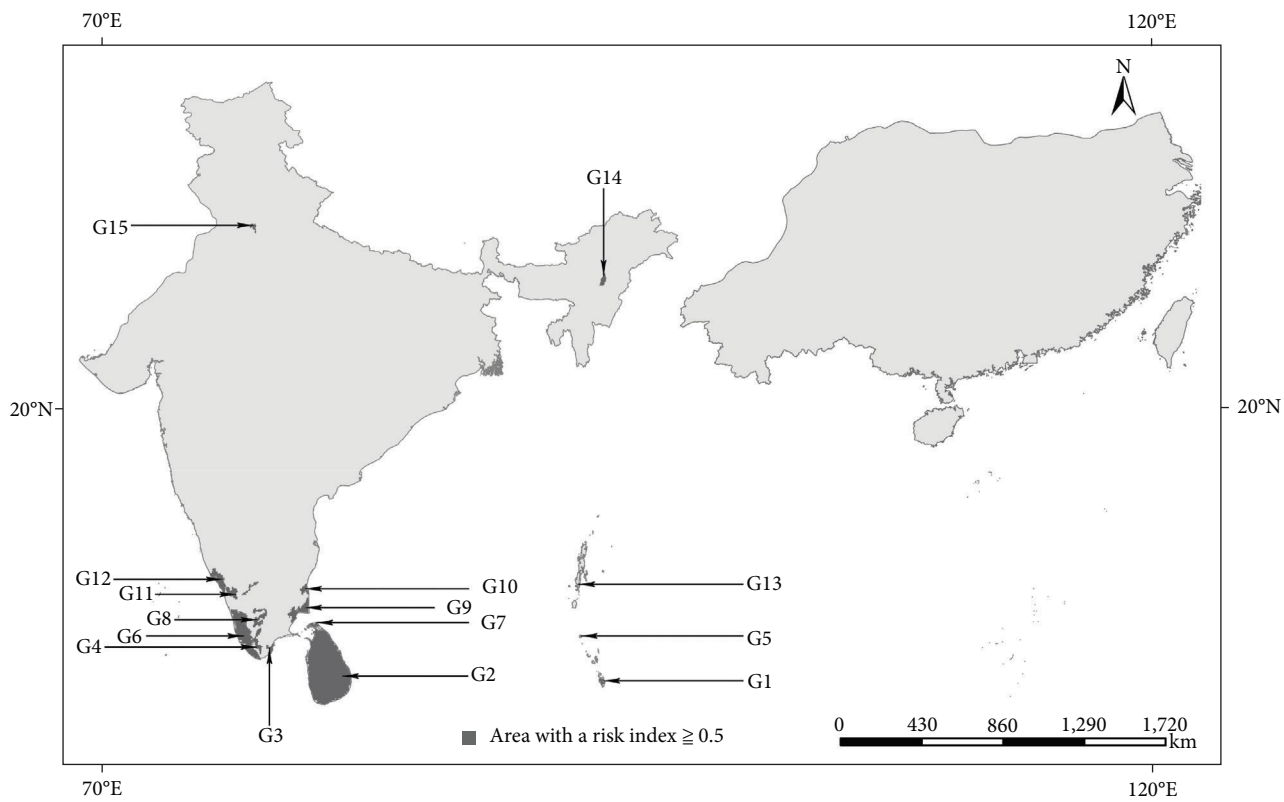 70°E 120°E
N
G14
G15
20°N 20°N
G12 G10 G13
G11
G9
G8 G7
G6 G5
G4
G2 G1
G3
Area with a risk index ≧ 0.5
0 430 860 1,290 1,720
km
70°E 120°E